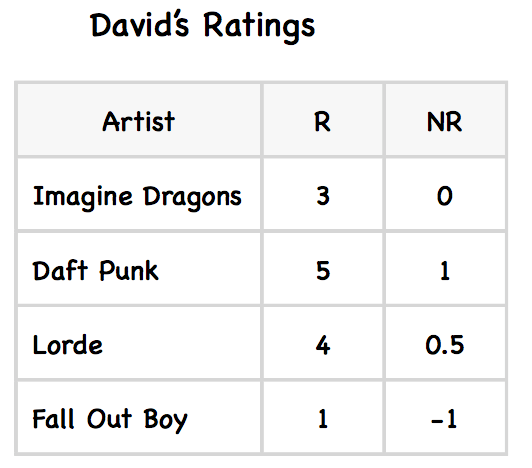 David's Ratings
Artist R NR
Imagine Dragons 3 0
Daft Punk 5 1
Lorde 4 0.5
Fall Out Boy 1 -1